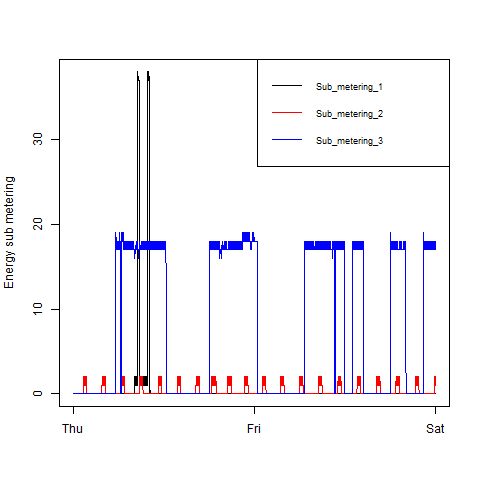 Sub_metering_1
Sub_metering_2
Sub_metering_3
Energy sub metering
30
20
10
0
Thu
Fri
Sat